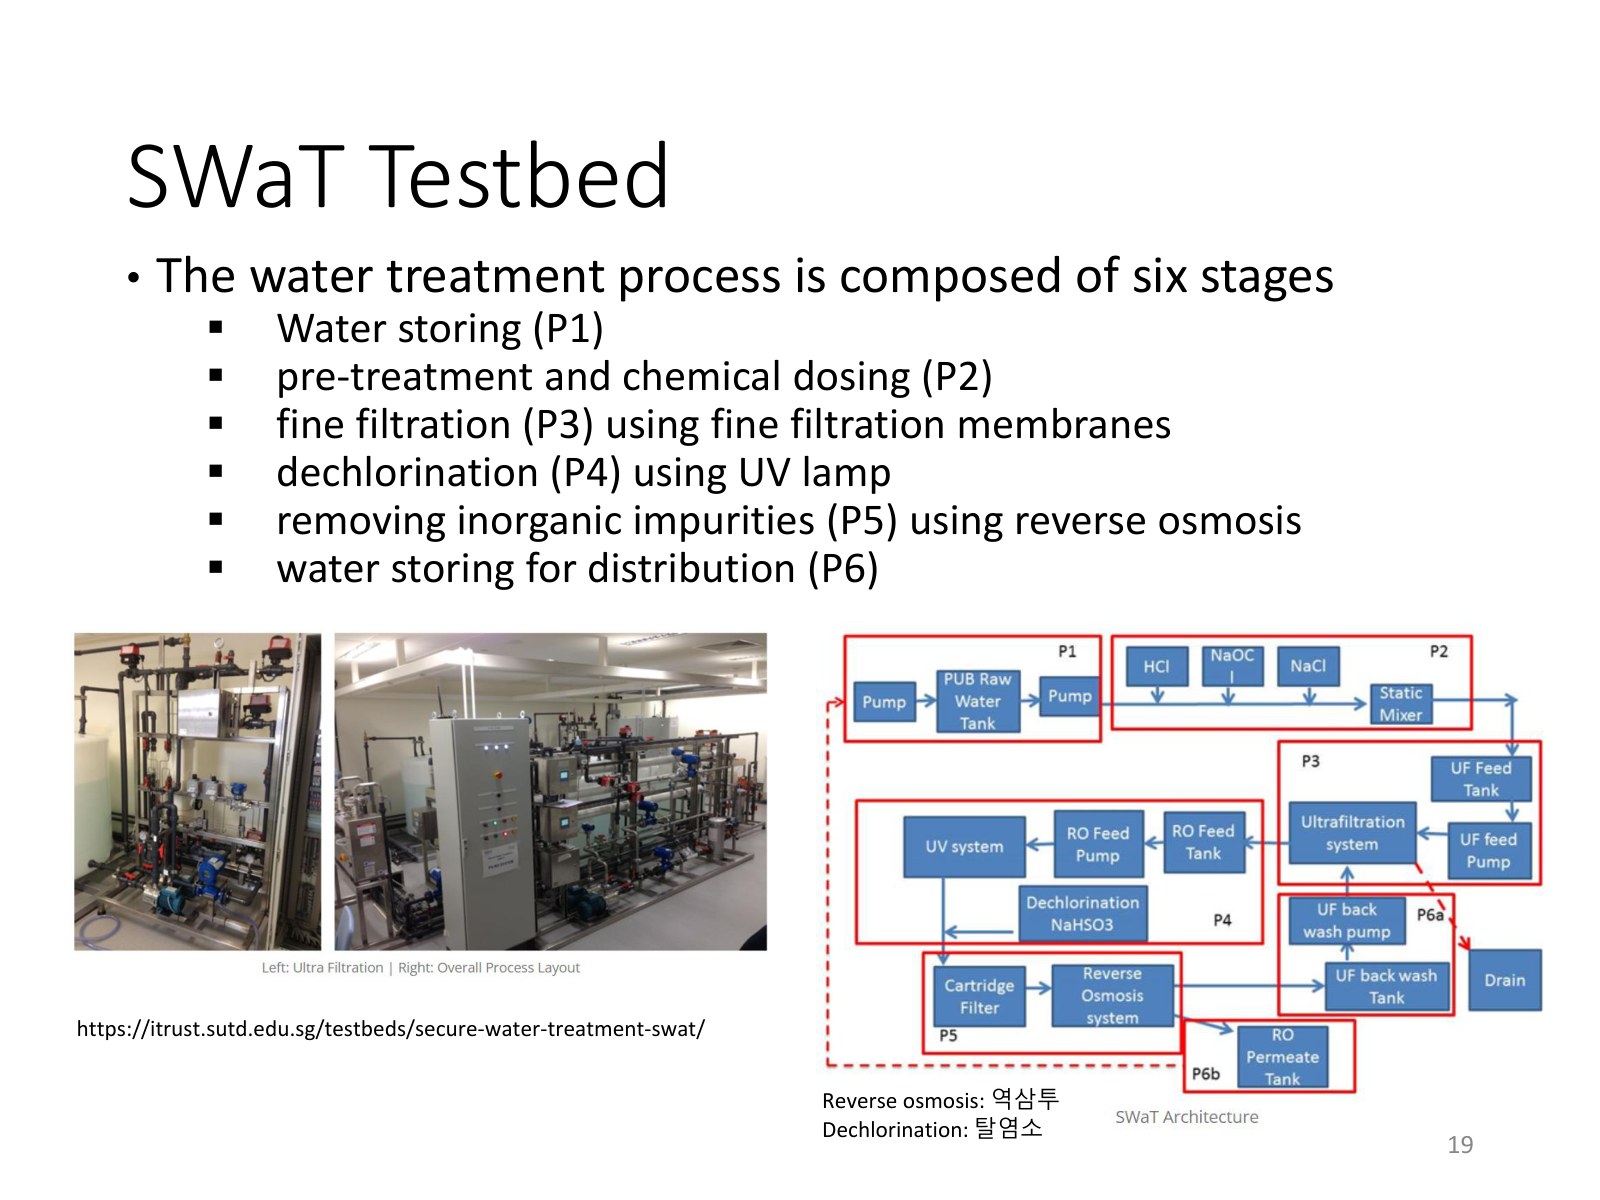 SWaT Testbed
• The water treatment process is composed of six stages
▪ Water storing (P1)
▪ pre-treatment and chemical dosing (P2)
▪ fine filtration (P3) using fine filtration membranes
▪ dechlorination (P4) using UV lamp
▪ removing inorganic impurities (P5) using reverse osmosis
▪ water storing for distribution (P6)
Left: Ultra Filtration | Right: Overall Process Layout
https://itrust.sutd.edu.sg/testbeds/secure-water-treatment-swat/
P1
Pump
PUB Raw
Water
Tank
Pump
P2
HCl
NaOC
l
NaCl
Static
Mixer
P3
UF Feed
Tank
UF feed
Pump
Ultrafiltration
system
RO Feed
Tank
RO Feed
Pump
UV system
Dechlorination
NaHSO3
P4
UF back
wash pump
P6a
UF back wash
Tank
Drain
Cartridge
Filter
Reverse
Osmosis
system
P5
RO
Permeate
Tank
P6b
Reverse osmosis: 역삼투
Dechlorination: 탈염소
SWaT Architecture
19